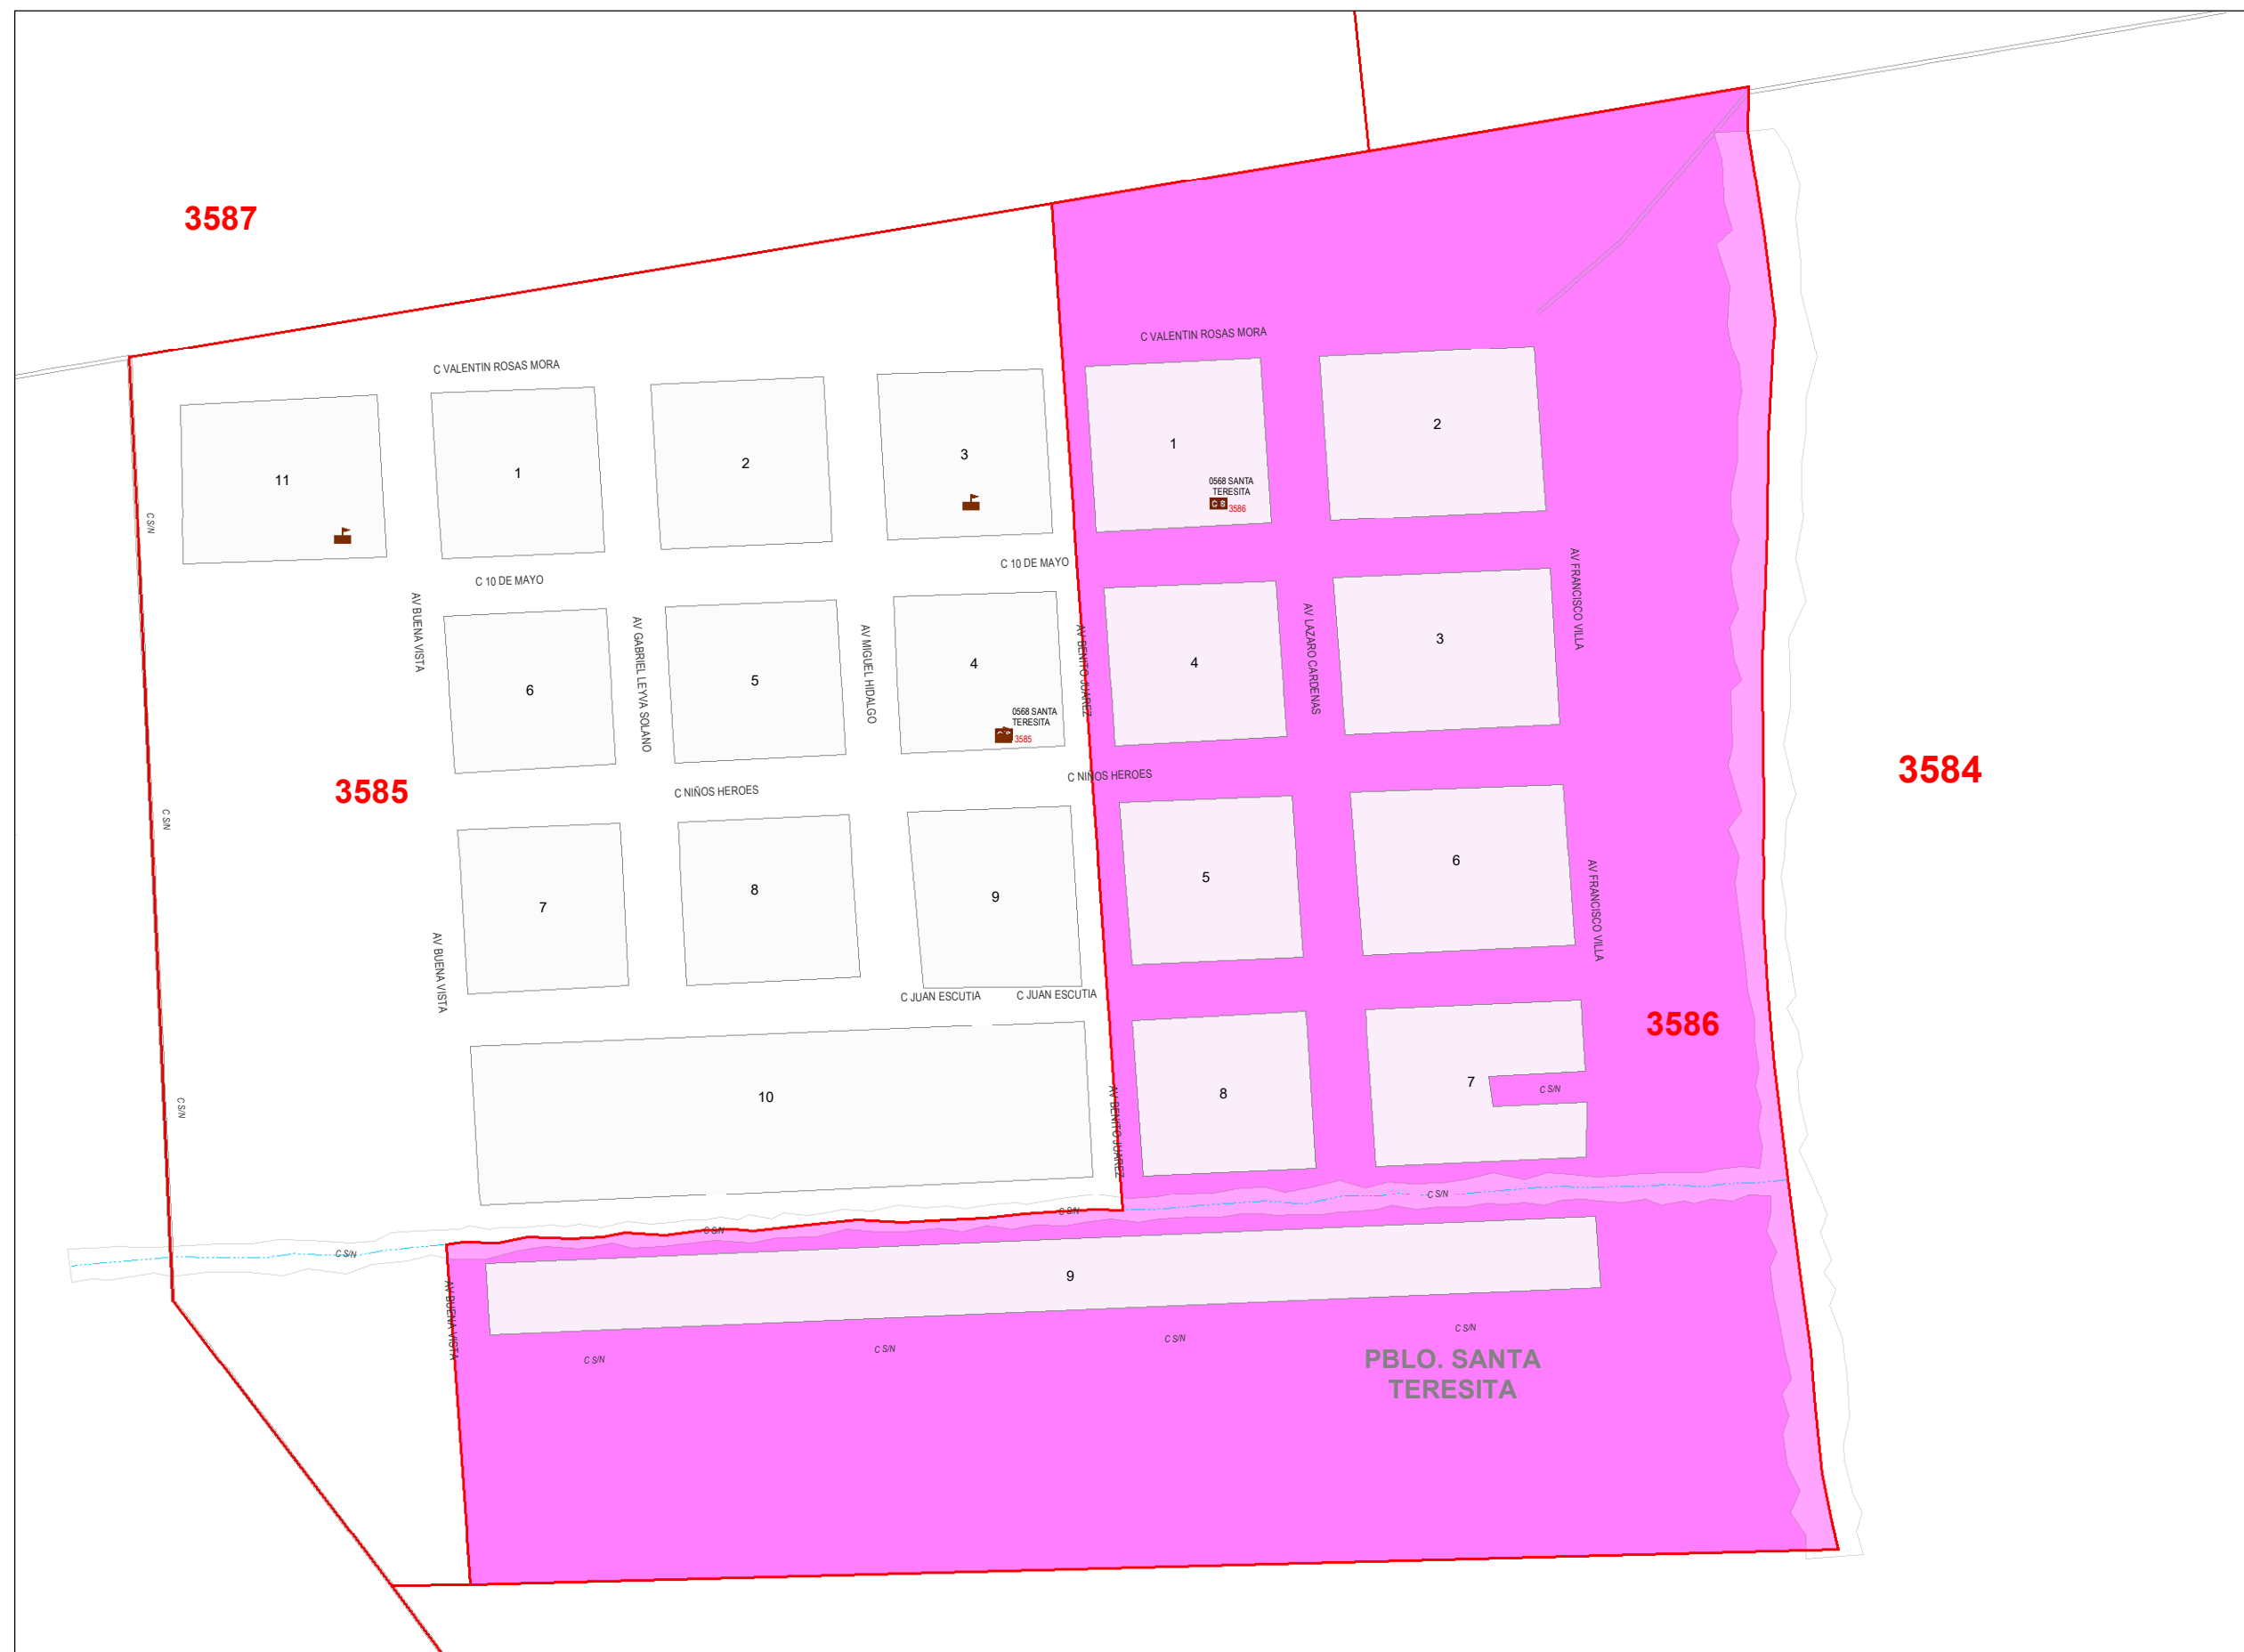 3587
C VALENTIN ROSAS MORA
C VALENTIN ROSAS MORA
11
1
2
3
1
2
0568 SANTA
TERESITA
C S
3586
C S/N
C 10 DE MAYO
C 10 DE MAYO
AV BUENA VISTA
AV GABRIEL LEYVA SOLANO
AV MIGUEL HIDALGO
AV BENITO JUAREZ
AV LAZARO CARDENAS
AV FRANCISCO VILLA
6
5
4
4
3
0568 SANTA
TERESITA
3585
3585
C S/N
C NIÑOS HEROES
C NIÑOS HEROES
3584
7
8
9
5
6
AV BUENA VISTA
AV FRANCISCO VILLA
C JUAN ESCUTIA
C JUAN ESCUTIA
3586
C S/N
10
AV BENITO JUAREZ
8
7
C S/N
C S/N
C S/N
C S/N
C S/N
AV BUENA VISTA
9
C S/N
C S/N
C S/N
C S/N
PBLO. SANTA
TERESITA